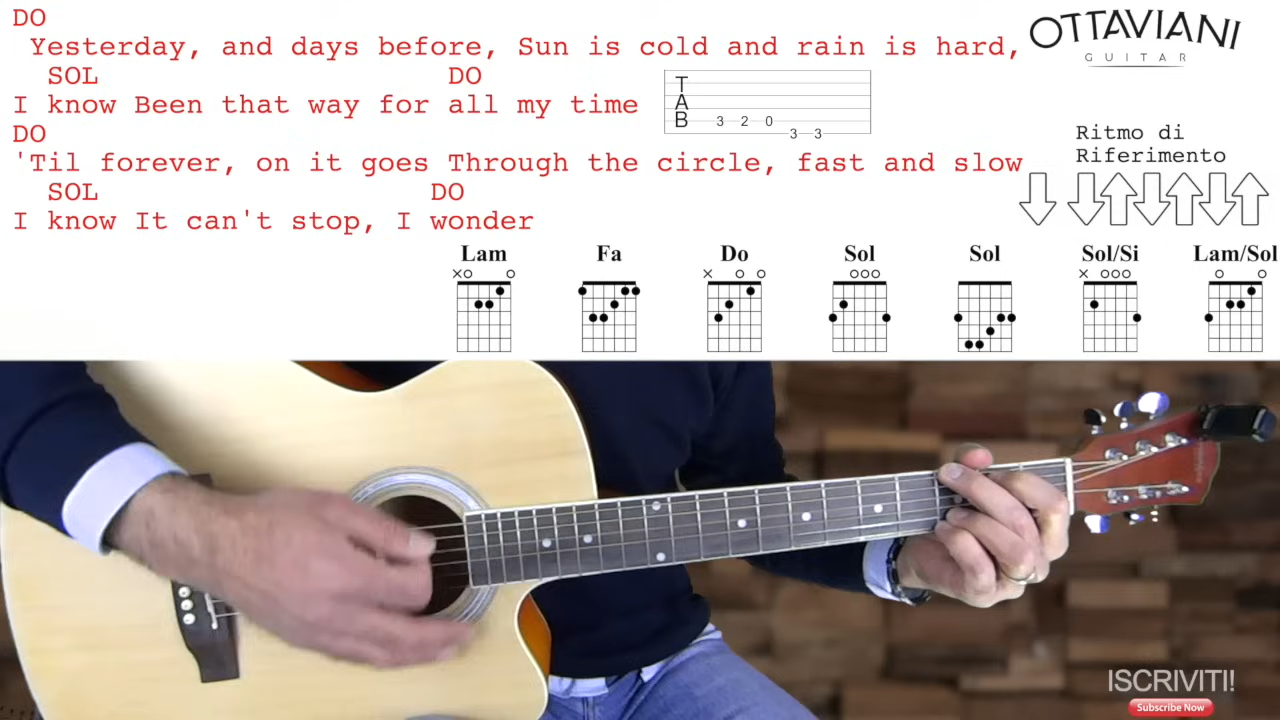 DO
Yesterday, and days before, Sun is cold and rain is hard,
SOL DO
I know Been that way for all my time
DO
'Til forever, on it goes Through the circle, fast and slow
SOL DO
I know It can't stop, I wonder
T
A
B 3 2 0
3 3
OTTAVIANI
GUITAR
Ritmo di
Riferimento
Lam Fa Do Sol Sol Sol/Si Lam/Sol
ISCRIVITI!
Subscribe Now